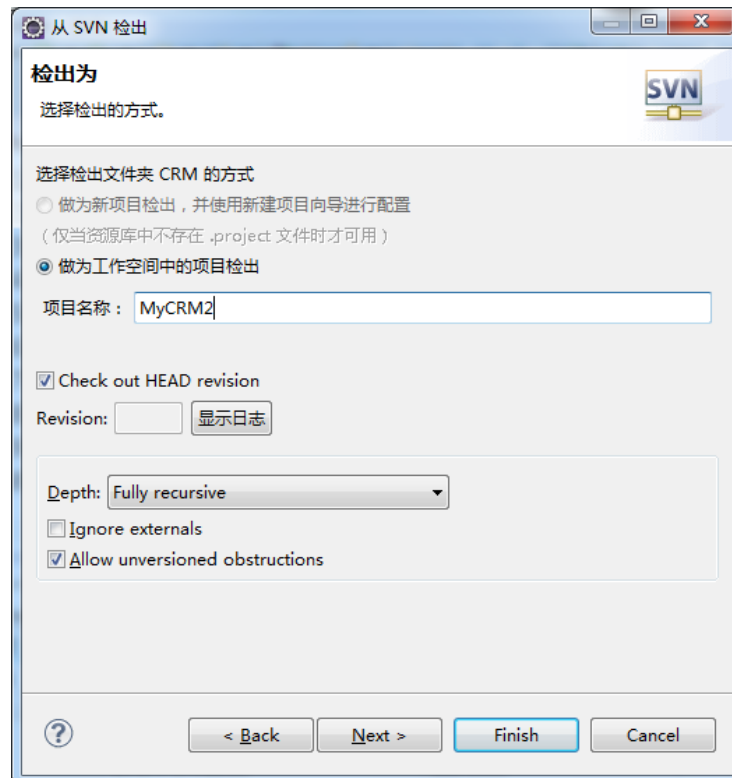 从 SVN 检出
检出为
选择检出的方式。
SVN
选择检出文件夹 CRM 的方式
做为新项目检出，并使用新建项目向导进行配置
（仅当资源库中不存在 .project 文件时才可用）
做为工作空间中的项目检出
项目名称： MyCRM2
Check out HEAD revision
Revision: 显示日志
Depth: Fully recursive
Ignore externals
Allow unversioned obstructions
? < Back Next > Finish Cancel